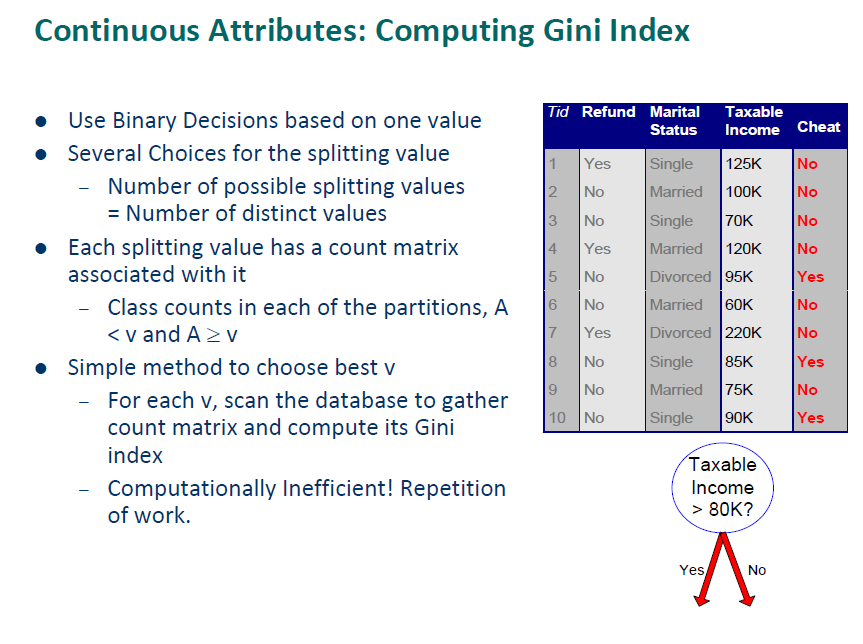 Continuous Attributes: Computing Gini Index
● Use Binary Decisions based on one value
● Several Choices for the splitting value
– Number of possible splitting values
= Number of distinct values
● Each splitting value has a count matrix
associated with it
– Class counts in each of the partitions, A
< v and A ≥ v
● Simple method to choose best v
– For each v, scan the database to gather
count matrix and compute its Gini
index
– Computationally Inefficient! Repetition
of work.
Tid Refund Marital Status Taxable Income Cheat
1 Yes Single 125K No
2 No Married 100K No
3 No Single 70K No
4 Yes Married 120K No
5 No Divorced 95K Yes
6 No Married 60K No
7 Yes Divorced 220K No
8 No Single 85K Yes
9 No Married 75K No
10 No Single 90K Yes
Taxable
Income
> 80K?
Yes No